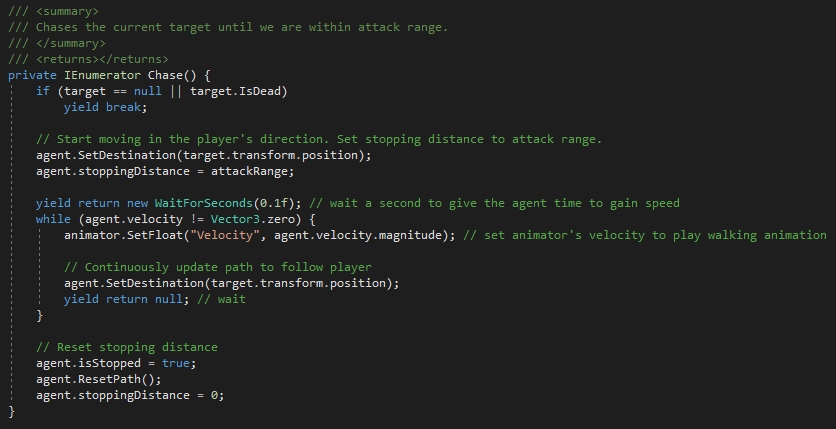 /// <summary>
/// Chases the current target until we are within attack range.
/// </summary>
/// <returns></returns>
private IEnumerator Chase() {
    if (target == null || target.IsDead)
        yield break;

    // Start moving in the player's direction. Set stopping distance to attack range.
    agent.SetDestination(target.transform.position);
    agent.stoppingDistance = attackRange;

    yield return new WaitForSeconds(0.1f); // wait a second to give the agent time to gain speed
    while (agent.velocity != Vector3.zero) {
        animator.SetFloat("Velocity", agent.velocity.magnitude); // set animator's velocity to play walking animation

        // Continuously update path to follow player
        agent.SetDestination(target.transform.position);
        yield return null; // wait
    }

    // Reset stopping distance
    agent.isStopped = true;
    agent.ResetPath();
    agent.stoppingDistance = 0;
}